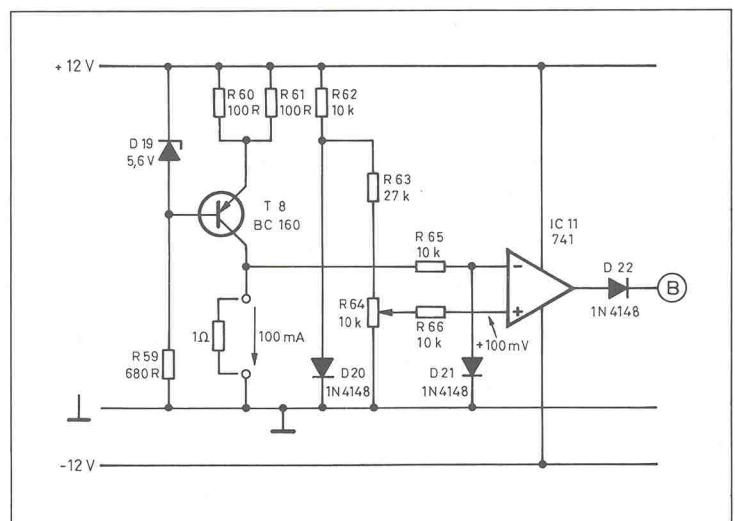 + 12 V
R 60
100 R
R 61
100 R
R 62
10 k
D 19
5,6 V
R 63
27 k
T 8
BC 160
IC 11
741
R 65
10 k
D 22
B
1N 4148
R 64
10 k
R 66
10 k
+100 mV
1Ω
100 mA
R 59
680 R
D 20
1N 4148
D 21
1N 4148
-12 V